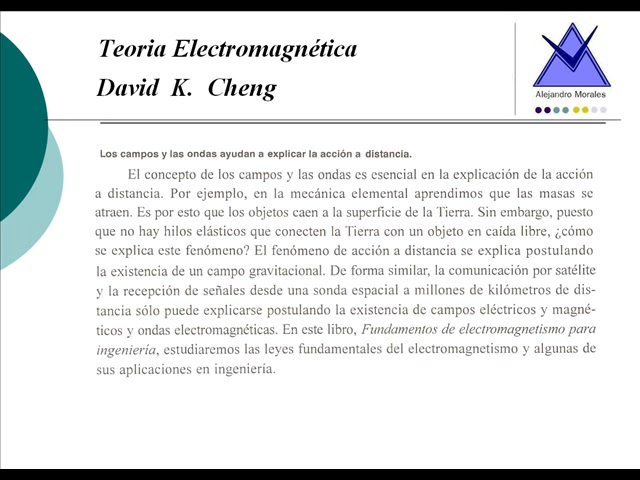 Teoria Electromagnética
David K. Cheng
Alejandro Morales
Los campos y las ondas ayudan a explicar la acción a distancia.
El concepto de los campos y las ondas es esencial en la explicación de la acción
a distancia. Por ejemplo, en la mecánica elemental aprendimos que las masas se
atraen. Es por esto que los objetos caen a la superficie de la Tierra. Sin embargo, puesto
que no hay hilos elásticos que conecten la Tierra con un objeto en caída libre, ¿cómo
se explica este fenómeno? El fenómeno de acción a distancia se explica postulando
la existencia de un campo gravitacional. De forma similar, la comunicación por satélite
y la recepción de señales desde una sonda espacial a millones de kilómetros de dis-
tancia sólo puede explicarse postulando la existencia de campos eléctricos y magné-
ticos y ondas electromagnéticas. En este libro, Fundamentos de electromagnetismo para
ingeniería, estudiaremos las leyes fundamentales del electromagnetismo y algunas de
sus aplicaciones en ingeniería.